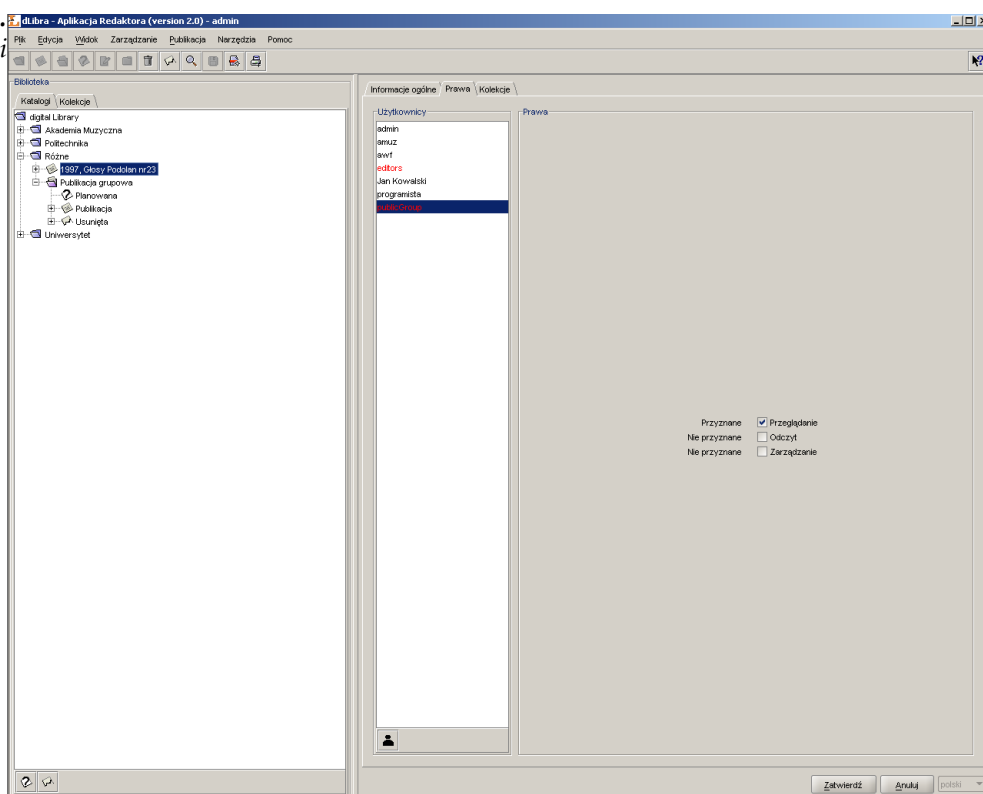 dLibra - Aplikacja Redaktora (version 2.0) - admin
Plik Edycja Widok Zarządzanie Publikacja Narzędzia Pomoc
Biblioteka
Katalogi Kolekcje
digital Library
Akademia Muzyczna
Politechnika
Różne
1997, Głosy Podolan nr23
Publikacja grupowa
Planowana
Publikacja
Usunięta
Uniwersytet
Informacje ogólne Prawa Kolekcje
Użytkownicy
admin
amuz
awf
editors
Jan Kowalski
programista
publicGroup
Prawa
Przyznane Przeglądanie
Nie przyznane Odczyt
Nie przyznane Zarządzanie
Zatwierdź Anuluj polski